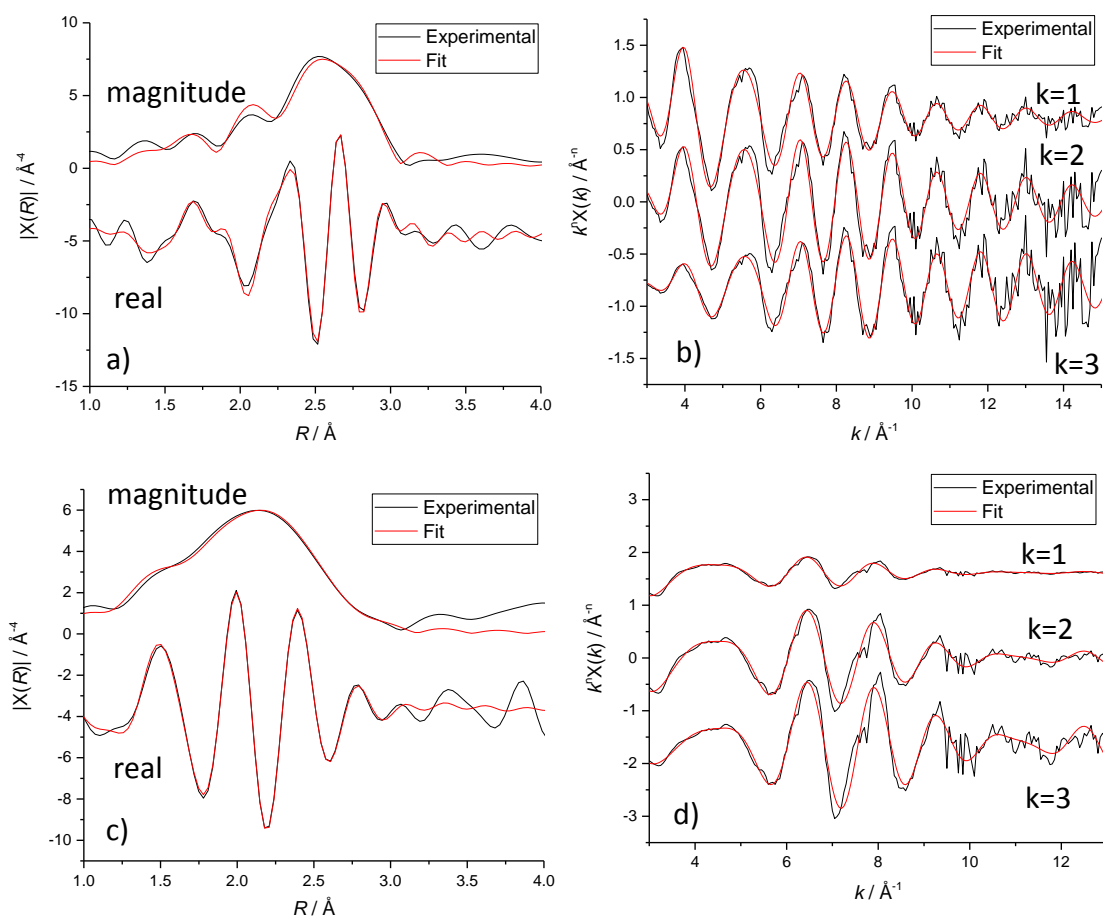 Experimental
Fit
magnitude
real
a)
10
5
0
-5
-10
-15
1.0 1.5 2.0 2.5 3.0 3.5 4.0
|X(R)| / Å-4
R / Å
Experimental
Fit
k=1
k=2
k=3
b)
1.5
1.0
0.5
0.0
-0.5
-1.0
-1.5
4 6 8 10 12 14
knX(k) / Å-n
k / Å-1
magnitude
Experimental
Fit
real
c)
6
4
2
0
-2
-4
-6
-8
-10
1.0 1.5 2.0 2.5 3.0 3.5 4.0
|X(R)| / Å-4
R / Å
Experimental
Fit
k=1
k=2
k=3
d)
3
2
1
0
-1
-2
-3
4 6 8 10 12
knX(k) / Å-n
k / Å-1